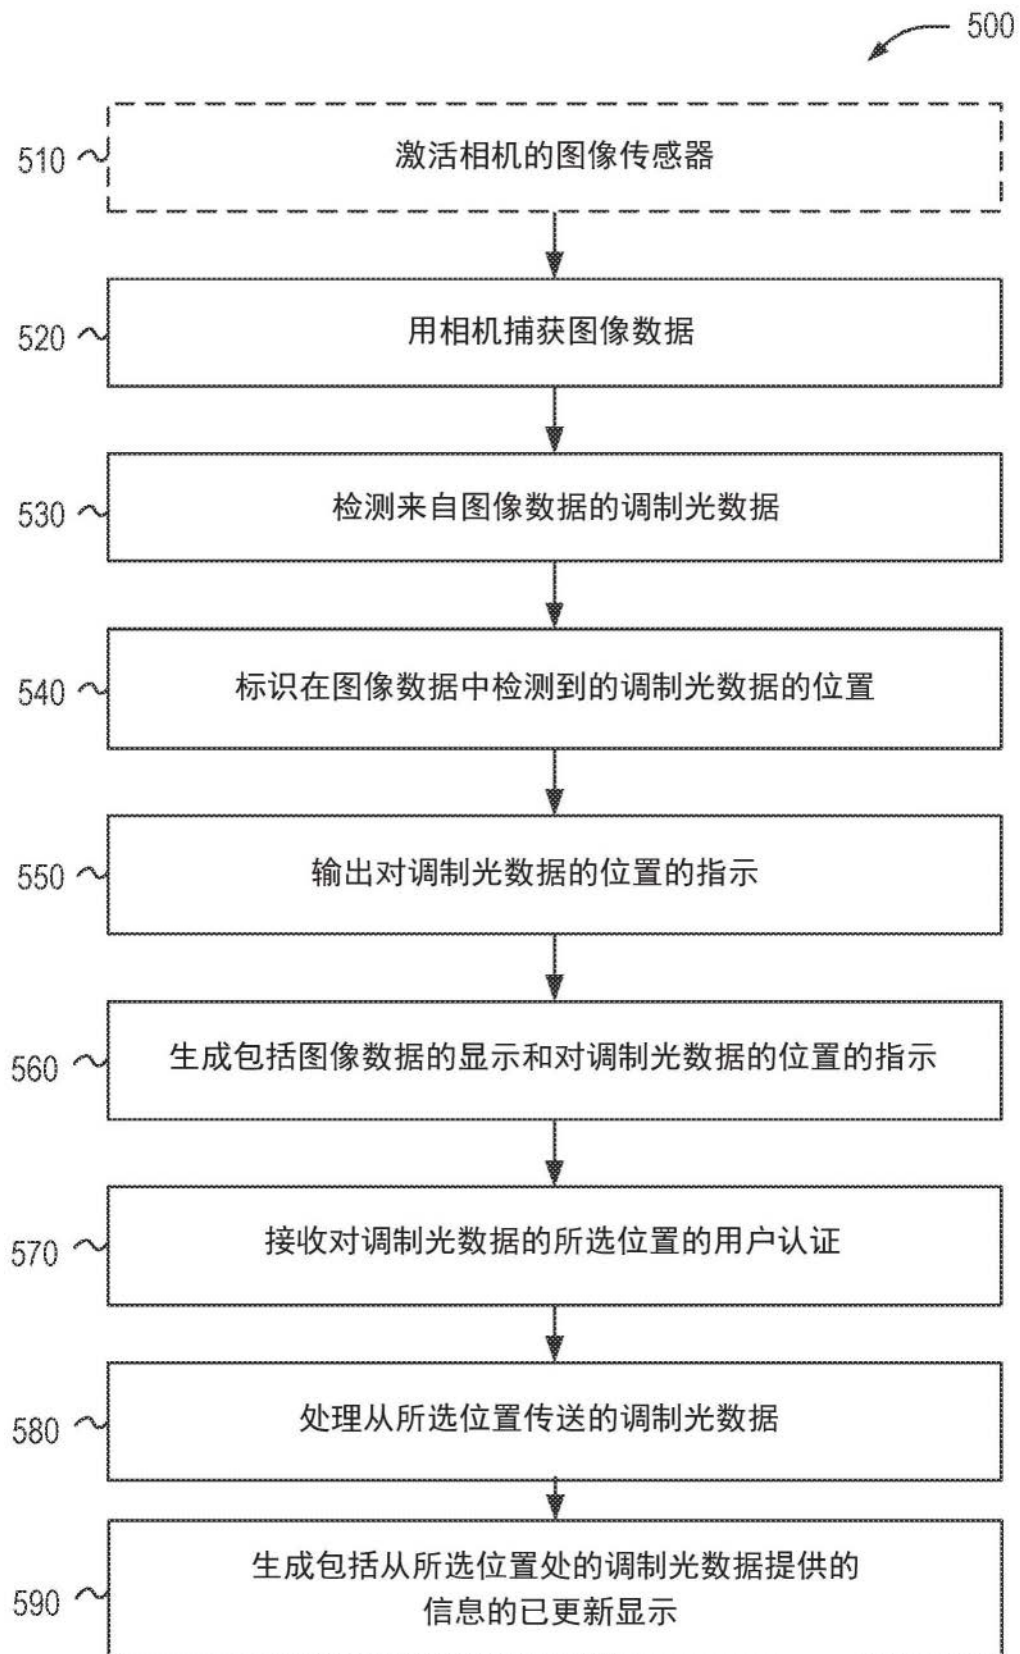 500
510 激活相机的图像传感器
520 用相机捕获图像数据
530 检测来自图像数据的调制光数据
540 标识在图像数据中检测到的调制光数据的位置
550 输出对调制光数据的位置的指示
560 生成包括图像数据的显示和对调制光数据的位置的指示
570 接收对调制光数据的所选位置的用户认证
580 处理从所选位置传送的调制光数据
590 生成包括从所选位置处的调制光数据提供的
信息的已更新显示